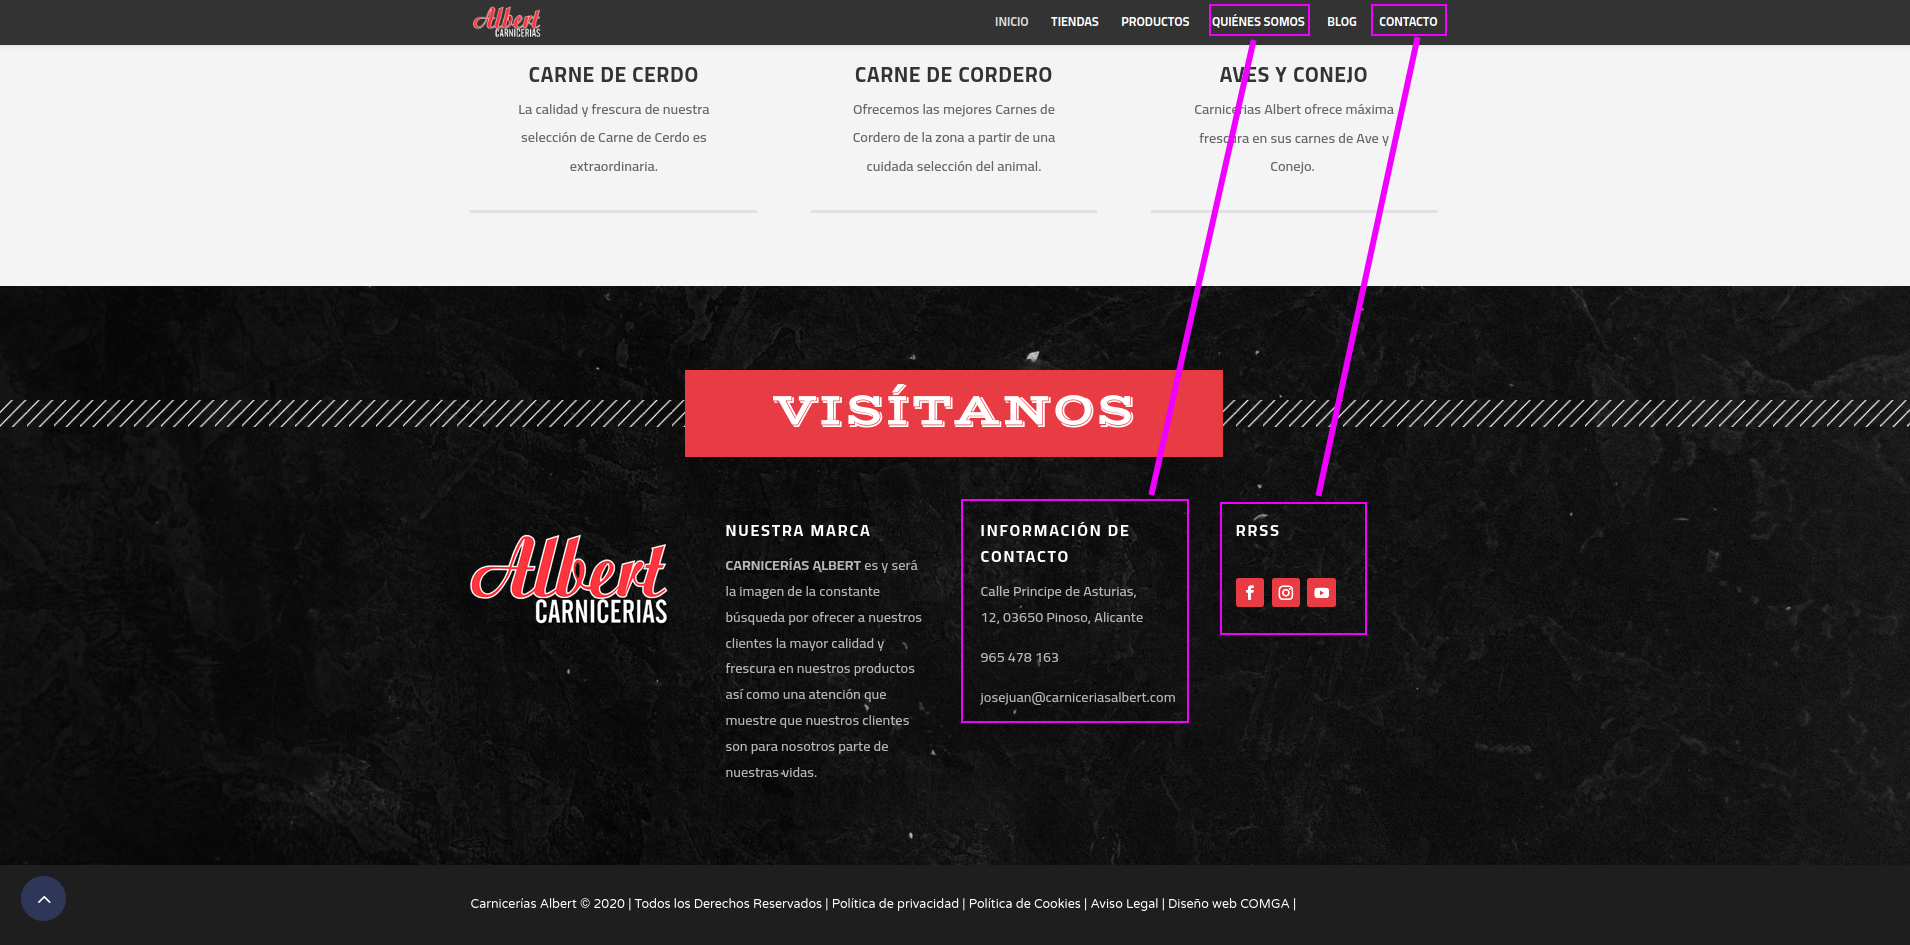 Albert
CARNICERIAS
INICIO TIENDAS PRODUCTOS QUIÉNES SOMOS BLOG CONTACTO
CARNE DE CERDO
La calidad y frescura de nuestra
selección de Carne de Cerdo es
extraordinaria.
CARNE DE CORDERO
Ofrecemos las mejores Carnes de
Cordero de la zona a partir de una
cuidada selección del animal.
AVES Y CONEJO
Carnicerias Albert ofrece máxima
frescura en sus carnes de Ave y
Conejo.
VISÍTANOS
Albert
CARNICERIAS
NUESTRA MARCA
CARNICERÍAS ALBERT es y será
la imagen de la constante
búsqueda por ofrecer a nuestros
clientes la mayor calidad y
frescura en nuestros productos
así como una atención que
muestre que nuestros clientes
son para nosotros parte de
nuestras vidas.
INFORMACIÓN DE
CONTACTO
Calle Principe de Asturias,
12, 03650 Pinoso, Alicante
965 478 163
josejuan@carniceriasalbert.com
RRSS
Carnicerías Albert © 2020 | Todos los Derechos Reservados | Política de privacidad | Política de Cookies | Aviso Legal | Diseño web COMGA |